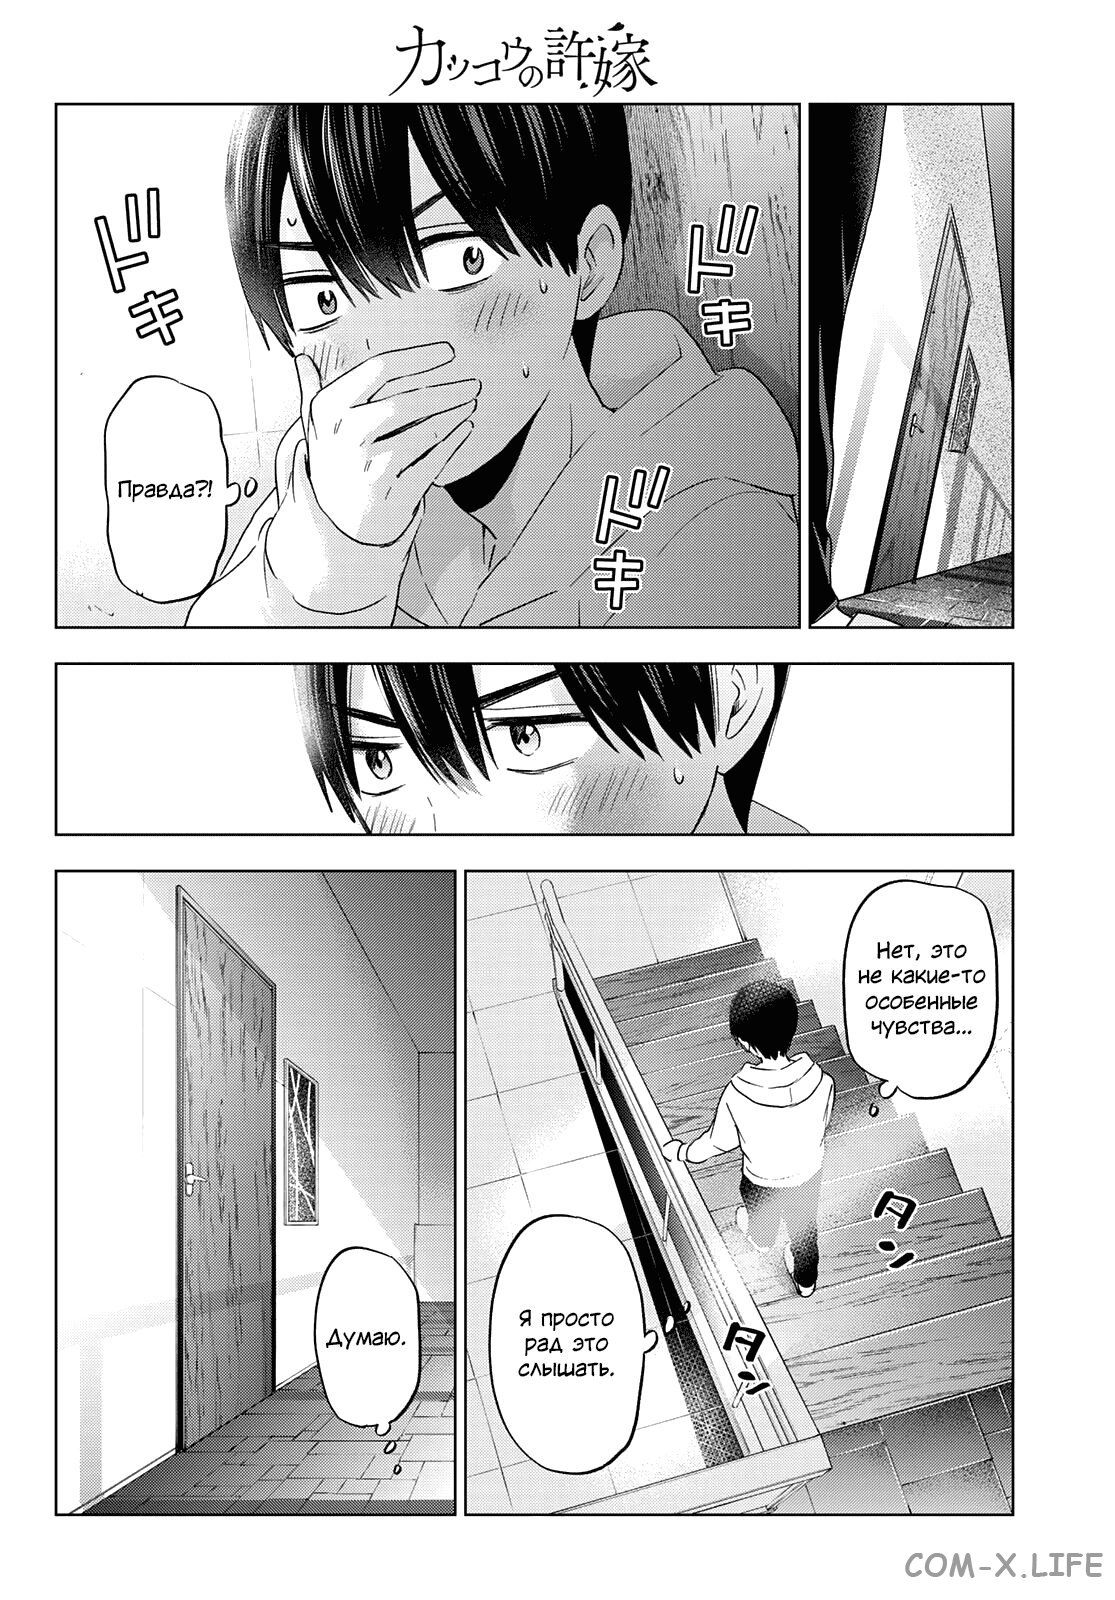 カッコウの許嫁
ドキ
ドキ
ドキ
Правда?!
Нет, это
не какие-то
особенные
чувства...
タン
タン
Я просто
рад это
слышать.
Думаю.
COM-X.LIFE